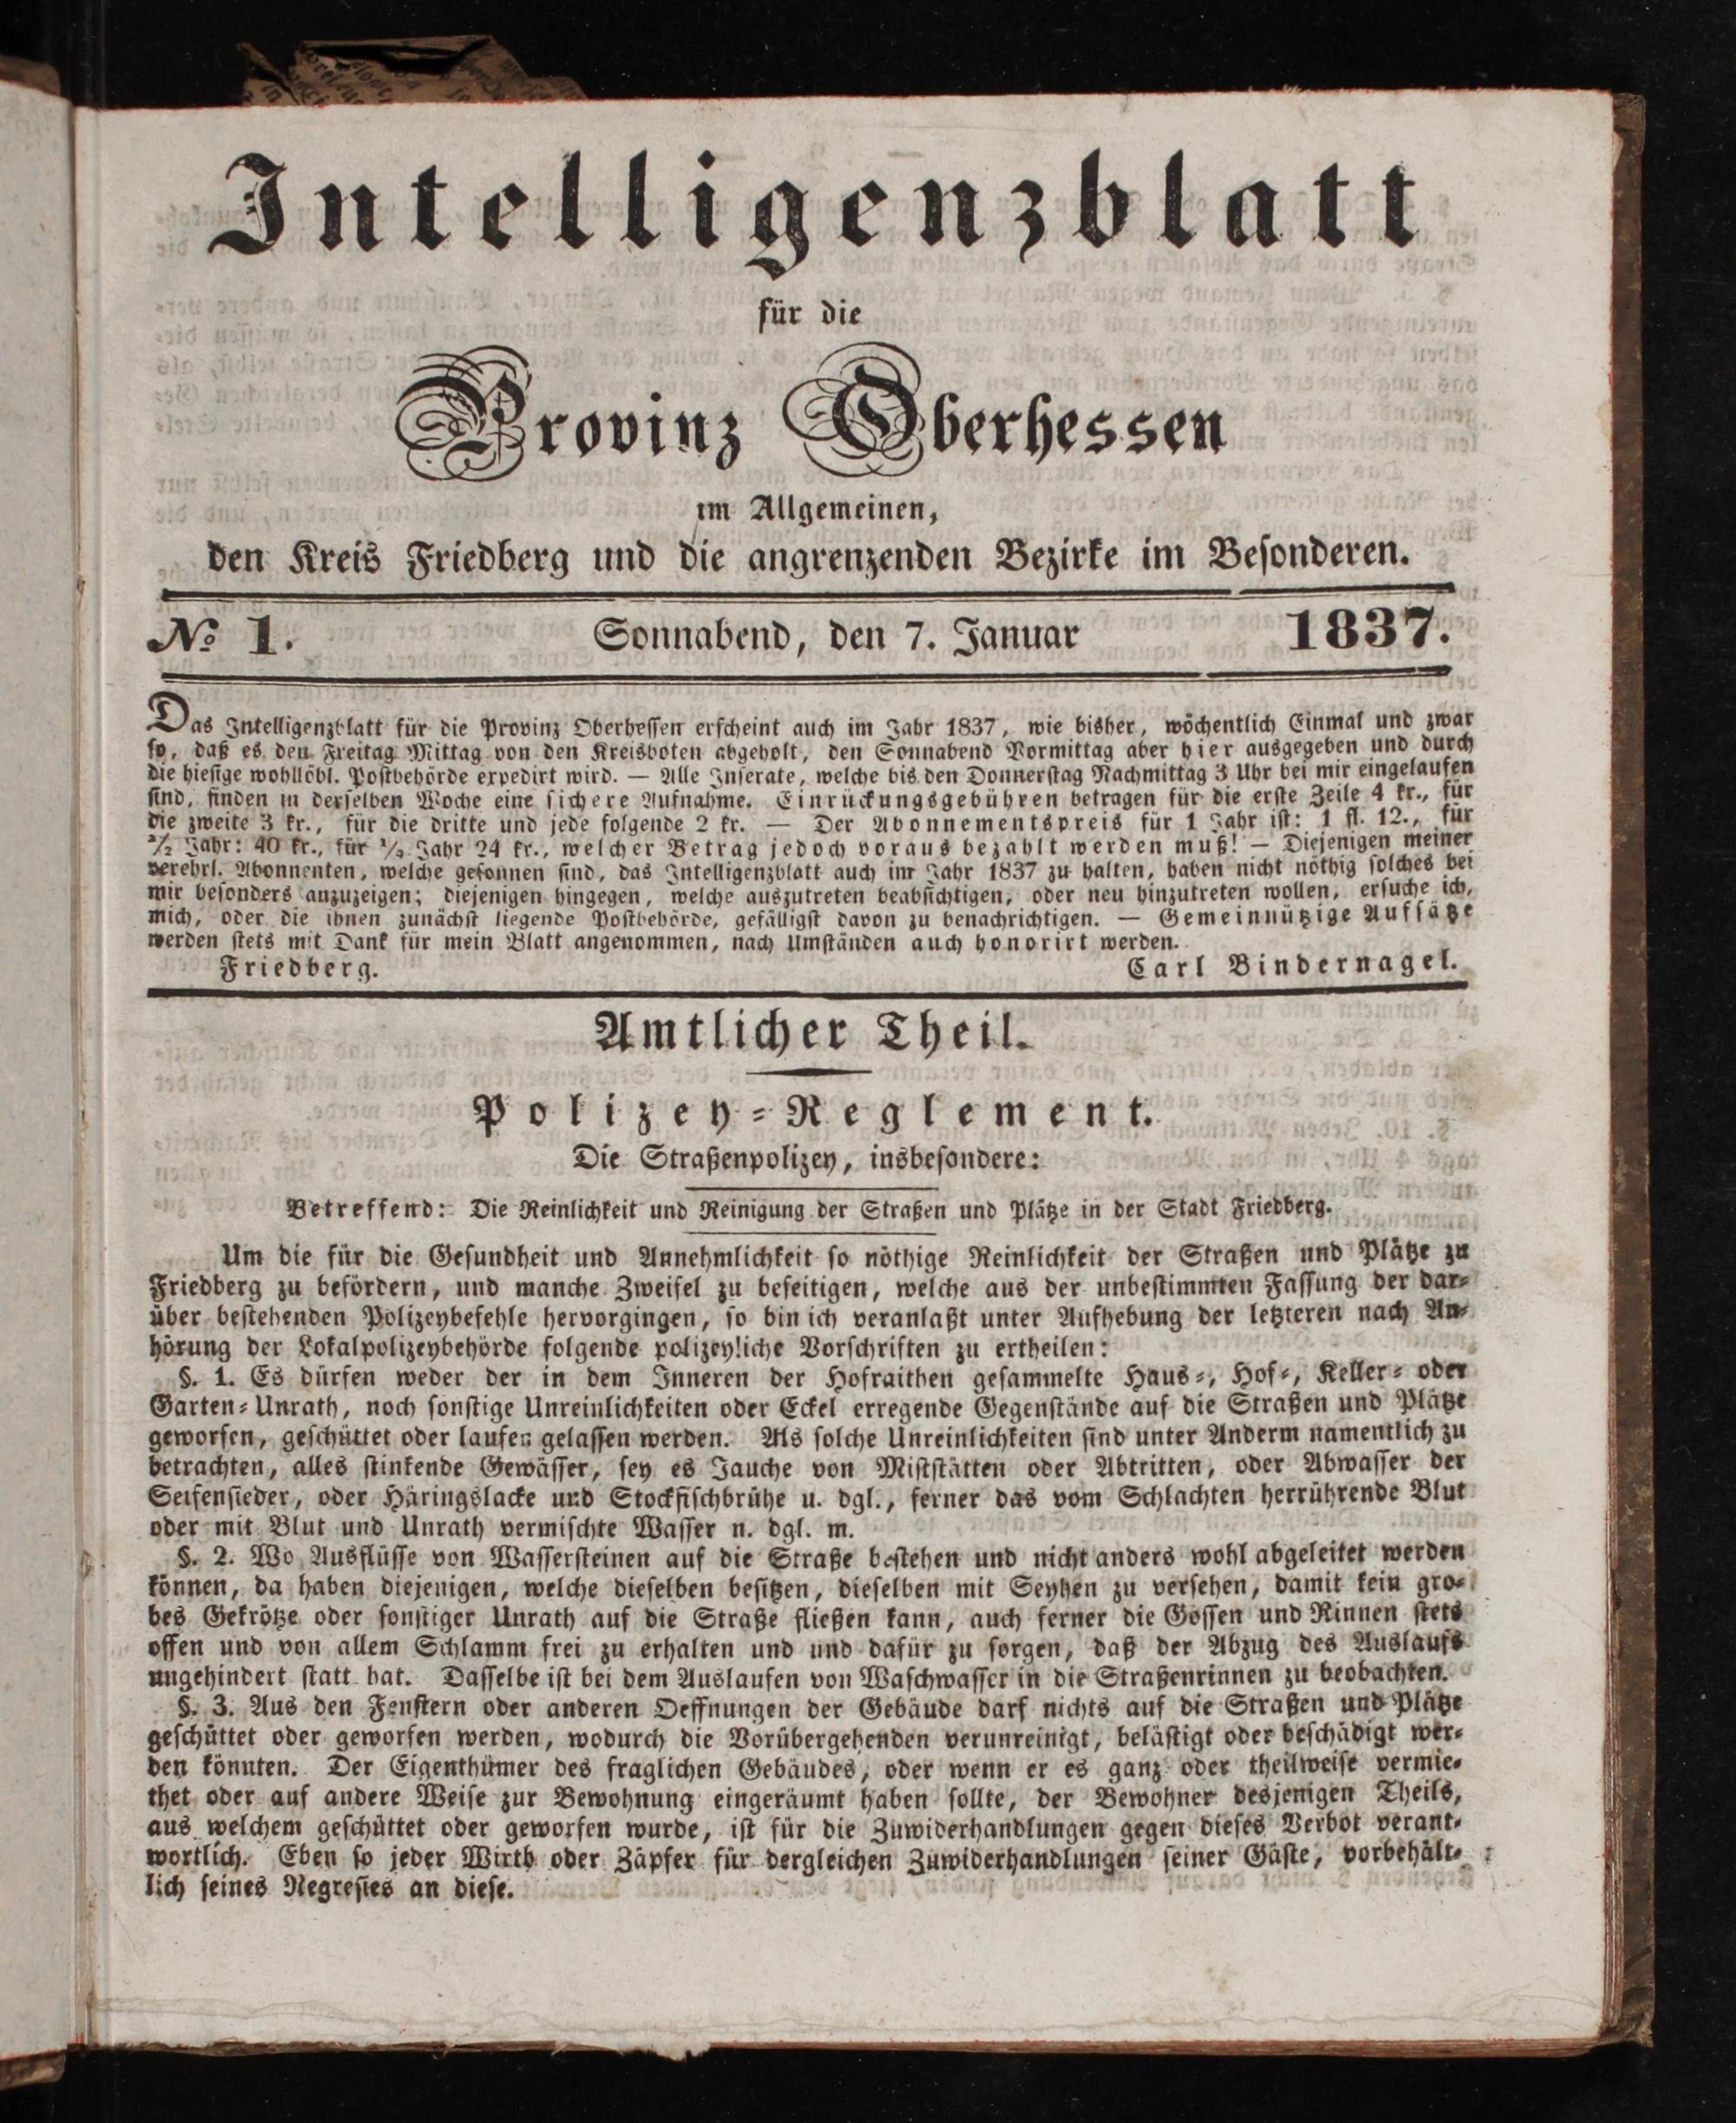 Intelligenzblatt
für die
Provinz Oberhessen
im Allgemeinen,
den Kreis Friedberg und die angrenzenden Bezirke im Besonderen.
№ 1. Sonnabend, den 7. Januar 1837.
Das Intelligenzblatt für die Provinz Oberhessen erscheint auch im Jahr 1837, wie bisher, wöchentlich Einmal und zwar
so, daß es den Freitag Mittag von den Kreisboten abgeholt, den Sonnabend Vormittag aber hier ausgegeben und durch
die hiesige wohllöbl. Postbehörde expedirt wird. — Alle Inserate, welche bis den Donnerstag Nachmittag 3 Uhr bei mir eingelaufen
sind, finden in derselben Woche eine sichere Aufnahme. Einrückungsgebühren betragen für die erste Zeile 4 kr., für
die zweite 3 kr., für die dritte und jede folgende 2 kr. — Der Abonnementspreis für 1 Jahr ist: 1 fl. 12., für
Jahr: 40 kr., für Jahr 24 kr., welcher Betrag jedoch voraus bezahlt werden muß! — Diejenigen meiner
verehrl. Abonnenten, welche gesonnen sind, das Intelligenzblatt auch im Jahr 1837 zu halten, haben nicht nöthig solches bei
mir besonders anzuzeigen; diejenigen hingegen, welche auszutreten beabsichtigen, oder neu hinzutreten wollen, ersuche ich,
mich, oder die ihnen zunächst liegende Postbehörde, gefälligst davon zu benachrichtigen. — Gemeinnützige Aufsätze
werden stets mit Dank für mein Blatt angenommen, nach Umständen auch honorirt werden.
Friedberg. Carl Bindernagel.
Amtlicher Theil.
Polizey-Reglement.
Die Straßenpolizey, insbesondere:
Betreffend: Die Reinlichkeit und Reinigung der Straßen und Plätze in der Stadt Friedberg.
Um die für die Gesundheit und Annehmlichkeit so nöthige Reinlichkeit der Straßen und Plätze zu
Friedberg zu befördern, und manche Zweifel zu beseitigen, welche aus der unbestimmten Fassung der dar-
über bestehenden Polizeybefehle hervorgingen, so bin ich veranlaßt unter Aufhebung der letzteren nach An-
hörung der Lokalpolizeybehörde folgende polizeyliche Vorschriften zu ertheilen:
§. 1. Es dürfen weder der in dem Inneren der Hofraithen gesammelte Haus-, Hof-, Keller- oder
Garten-Unrath, noch sonstige Unreinlichkeiten oder Eckel erregende Gegenstände auf die Straßen und Plätze
geworfen, geschüttet oder laufen gelassen werden. Als solche Unreinlichkeiten sind unter Anderm namentlich zu
betrachten, alles stinkende Gewässer, sey es Jauche von Miststätten oder Abtritten, oder Abwasser der
Seifensieder, oder Häringslacke und Stockfischbrühe u. dgl., ferner das vom Schlachten herrührende Blut
oder mit Blut und Unrath vermischte Wasser n. dgl. m.
§. 2. Wo Ausflüsse von Wassersteinen auf die Straße bestehen und nicht anders wohl abgeleitet werden
können, da haben diejenigen, welche dieselben besitzen, dieselben mit Seyhen zu versehen, damit kein gro-
bes Gekrötze oder sonstiger Unrath auf die Straße fließen kann, auch ferner die Gossen und Rinnen stets
offen und von allem Schlamm frei zu erhalten und und dafür zu sorgen, daß der Abzug des Auslaufs
ungehindert statt hat. Dasselbe ist bei dem Auslaufen von Waschwasser in die Straßenrinnen zu beobachten.
§. 3. Aus den Fenstern oder anderen Oeffnungen der Gebäude darf nichts auf die Straßen und Plätze
geschüttet oder geworfen werden, wodurch die Vorübergehenden verunreinigt, belästigt oder beschädigt wer-
den könnten. Der Eigenthümer des fraglichen Gebäudes, oder wenn er es ganz oder theilweise vermie-
thet oder auf andere Weise zur Bewohnung eingeräumt haben sollte, der Bewohner desjenigen Theils,
aus welchem geschüttet oder geworfen wurde, ist für die Zuwiderhandlungen gegen dieses Verbot verant-
wortlich. Eben so jeder Wirth oder Zäpfer für dergleichen Zuwiderhandlungen seiner Gäste, vorbehält-
lich seines Regresses an diese.